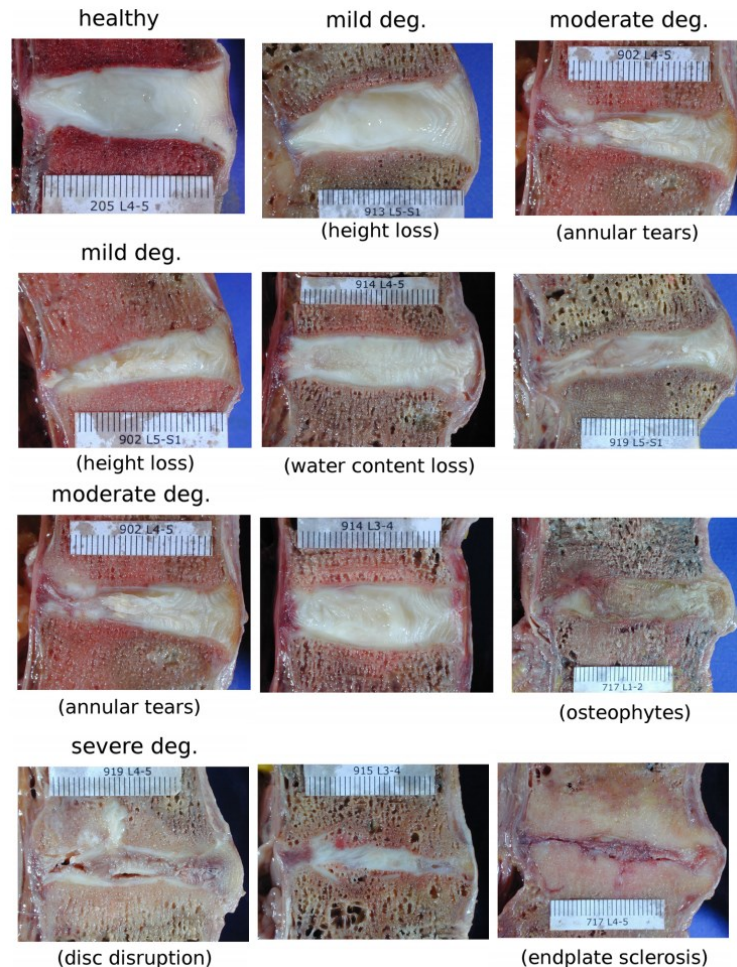 healthy
mild deg.
moderate deg.
205 L4-5
913 L5-S1
902 L4-5
(height loss)
(annular tears)
mild deg.
902 L5-S1
914 L4-5
919 L5-S1
(height loss)
(water content loss)
moderate deg.
902 L4-5
914 L3-4
717 L1-2
(annular tears)
(osteophytes)
severe deg.
919 L4-5
915 L3-4
717 L4-5
(disc disruption)
(endplate sclerosis)